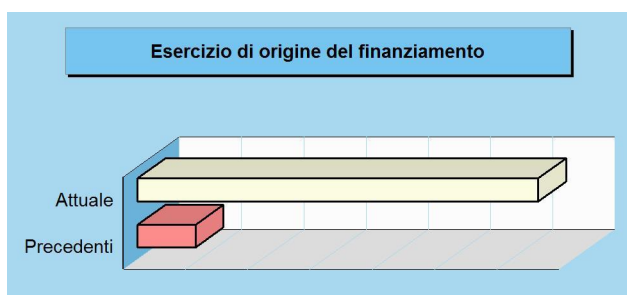 Esercizio di origine del finanziamento
Attuale
Precedenti